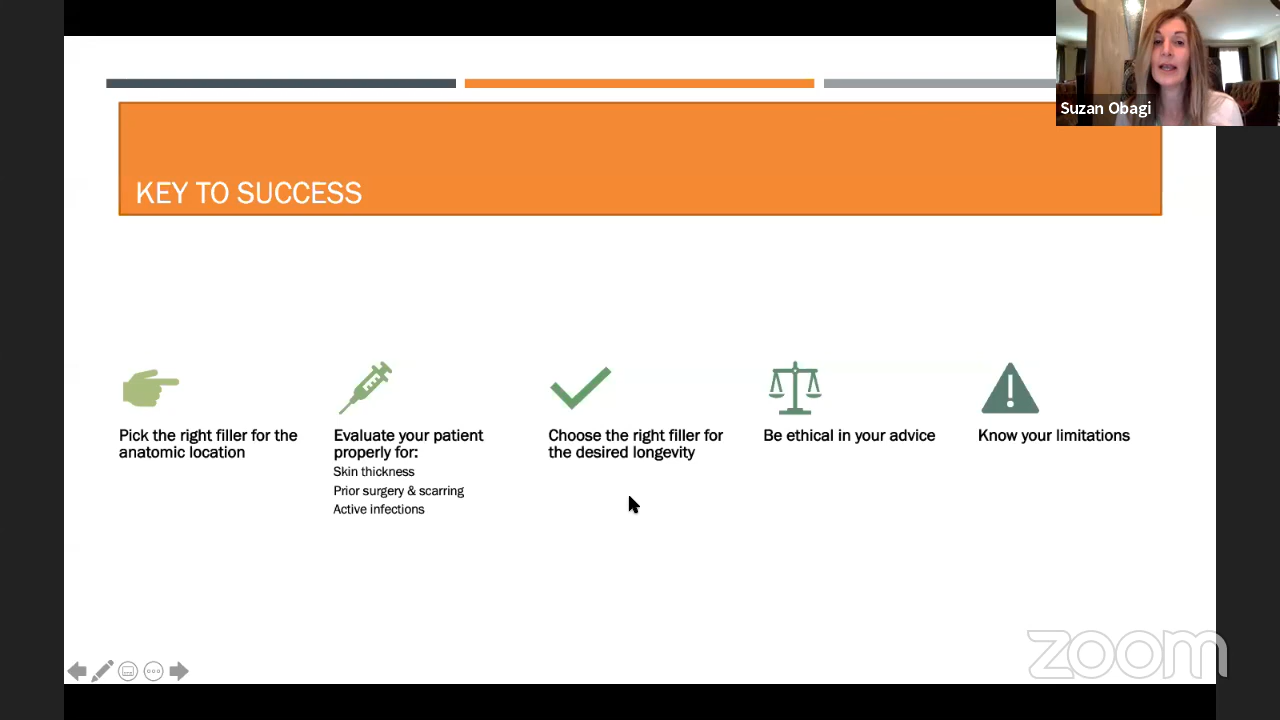 Suzan Obagi
KEY TO SUCCESS
Pick the right filler for the
anatomic location
Evaluate your patient
properly for:
Skin thickness
Prior surgery & scarring
Active infections
Choose the right filler for
the desired longevity
Be ethical in your advice
Know your limitations
zoom